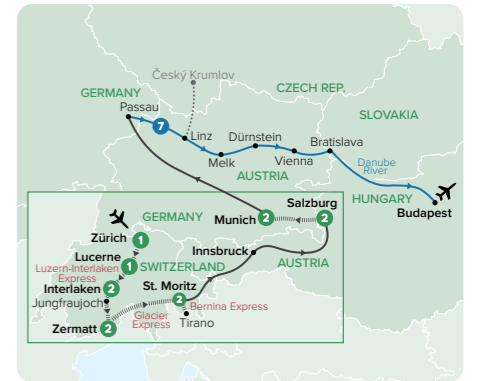 Český Krumlov
CZECH REP.
GERMANY
Passau
SLOVAKIA
7
Linz
Dürnstein
Bratislava
Melk
Vienna
Danube
River
AUSTRIA
HUNGARY
Budapest
Salzburg
GERMANY
Munich
2
2
Zürich
1
Innsbruck
Lucerne
1
SWITZERLAND
AUSTRIA
Luzern-Interlaken
Express
Interlaken
2
St. Moritz
2
Jungfraujoch
Bernina Express
Glacier
Express
Tirano
Zermatt
2